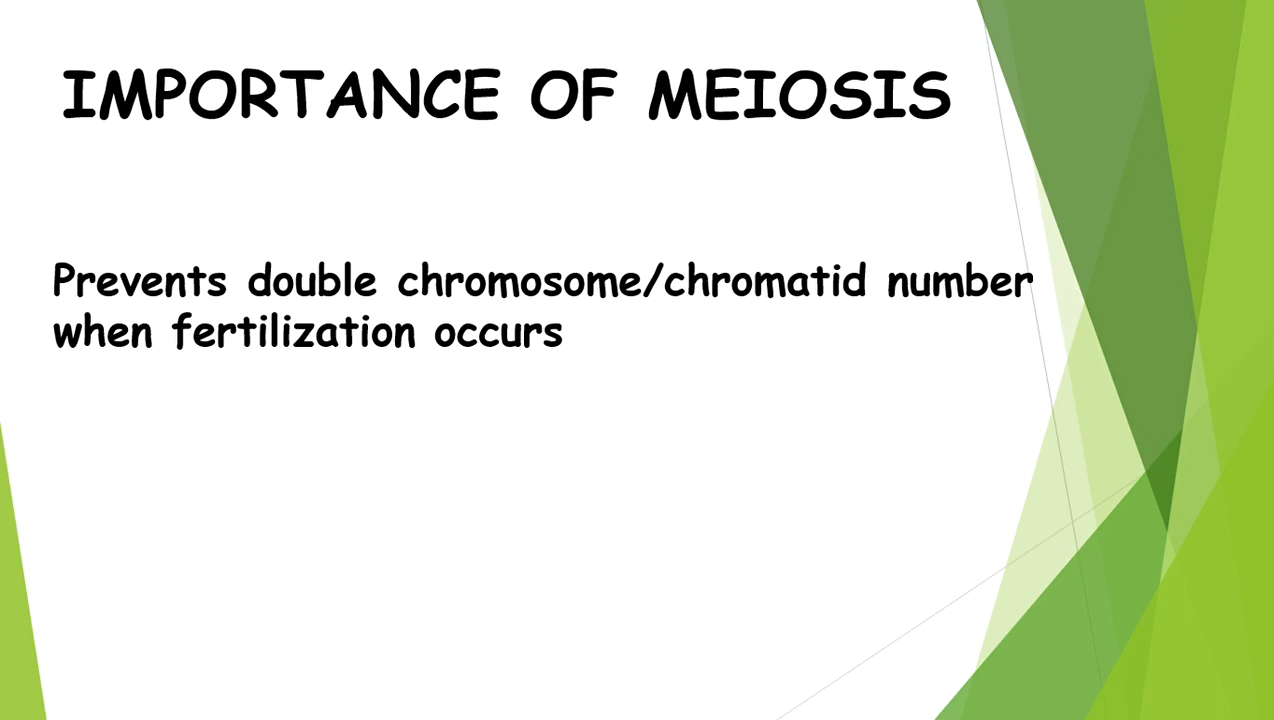 IMPORTANCE OF MEIOSIS
Prevents double chromosome/chromatid number
when fertilization occurs